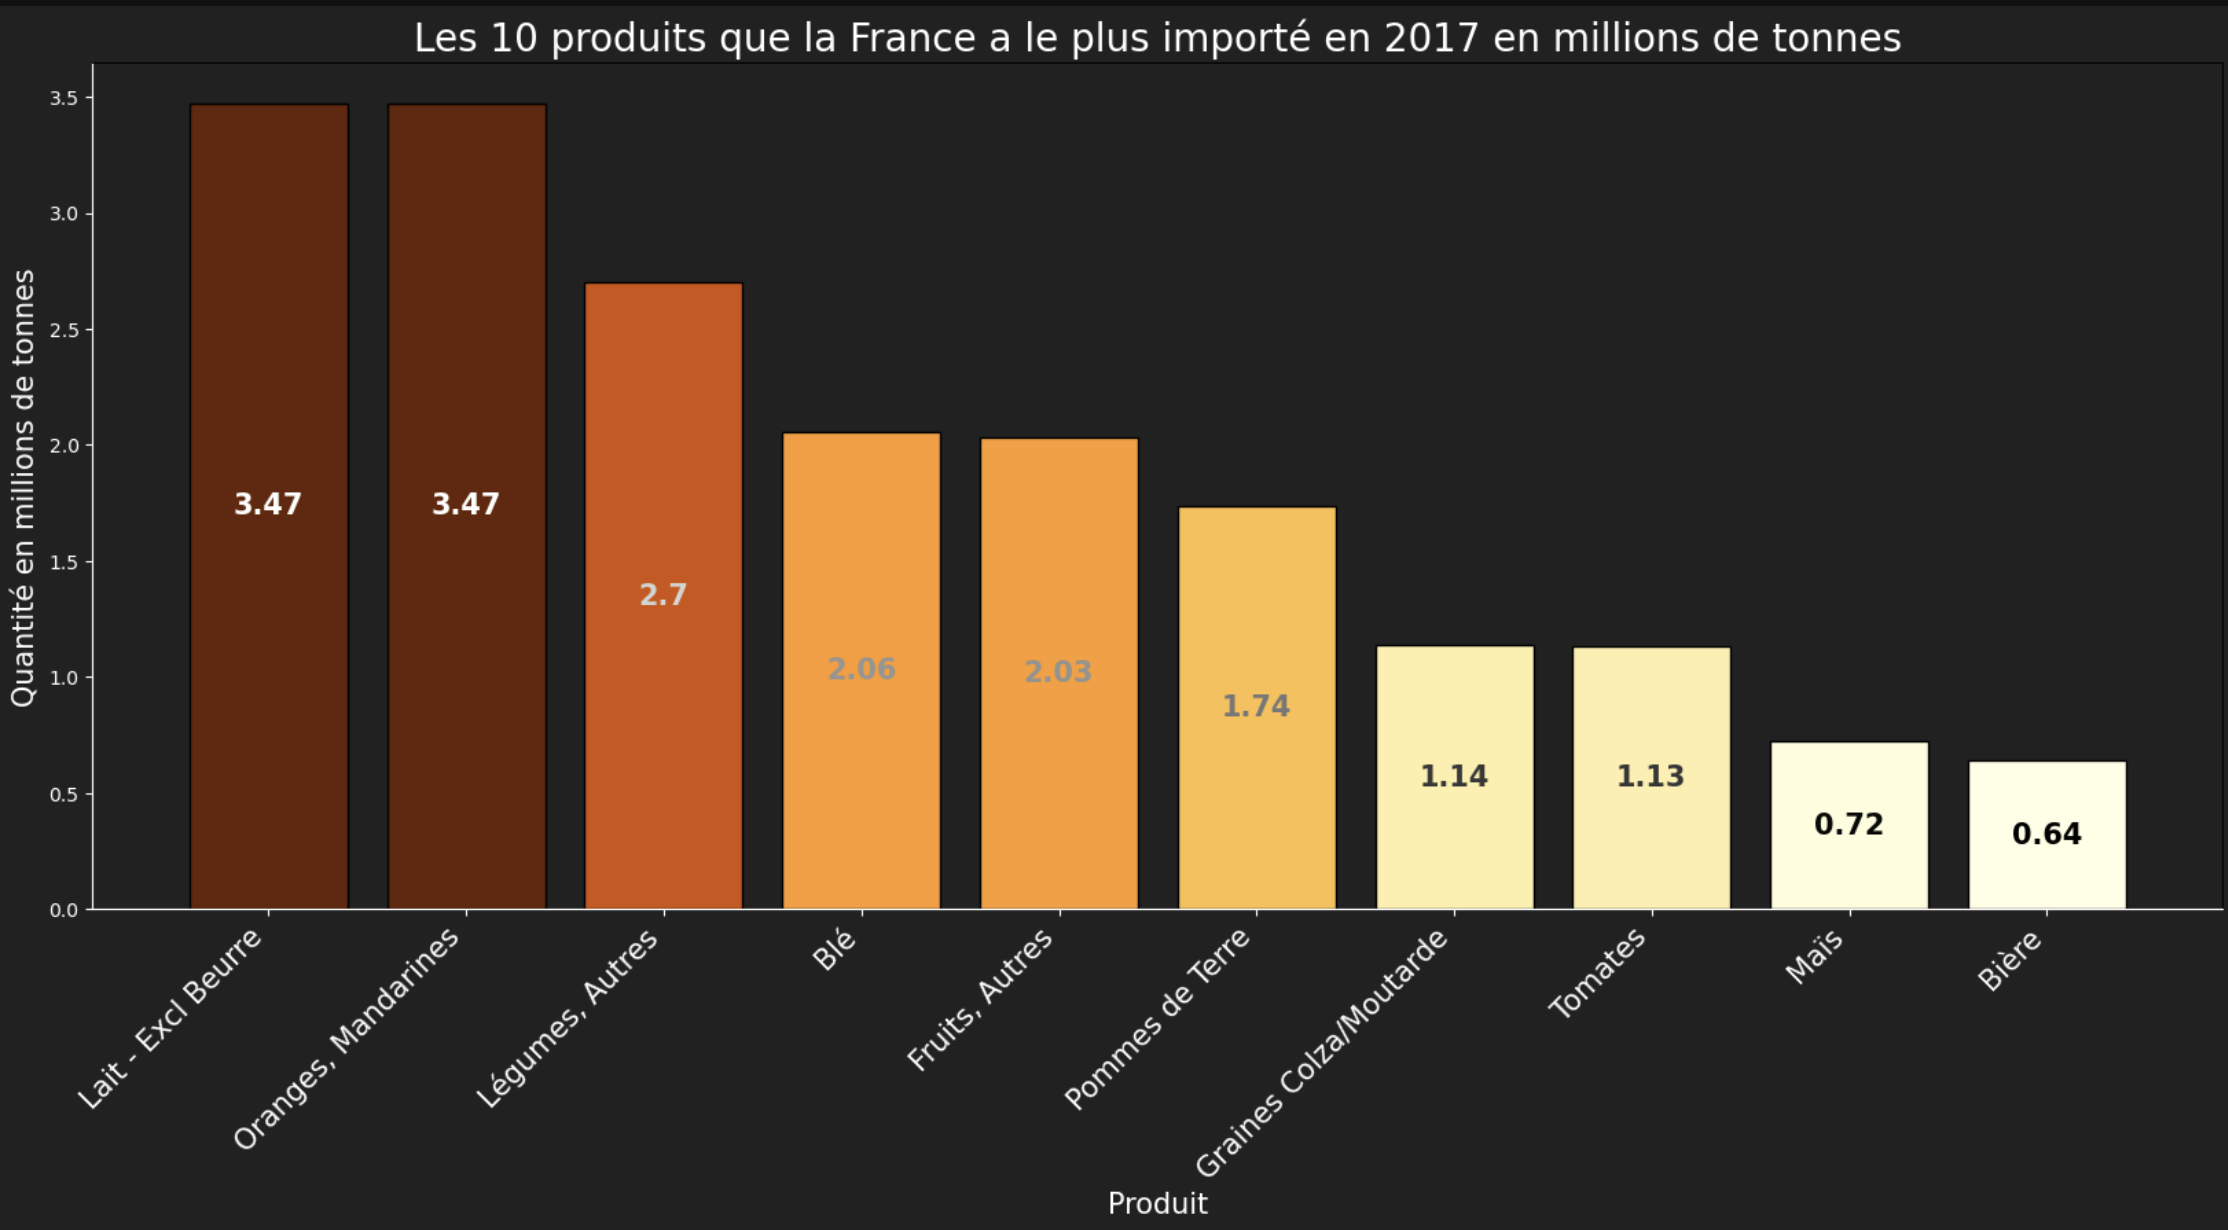 Les 10 produits que la France a le plus importé en 2017 en millions de tonnes
Quantité en millions de tonnes
3.5
3.0
2.5
2.0
1.5
1.0
0.5
0.0
3.47
3.47
2.7
2.06
2.03
1.74
1.14
1.13
0.72
0.64
Lait - Excl Beurre
Oranges, Mandarines
Légumes, Autres
Blé
Fruits, Autres
Pommes de Terre
Graines Colza/Moutarde
Tomates
Maïs
Bière
Produit